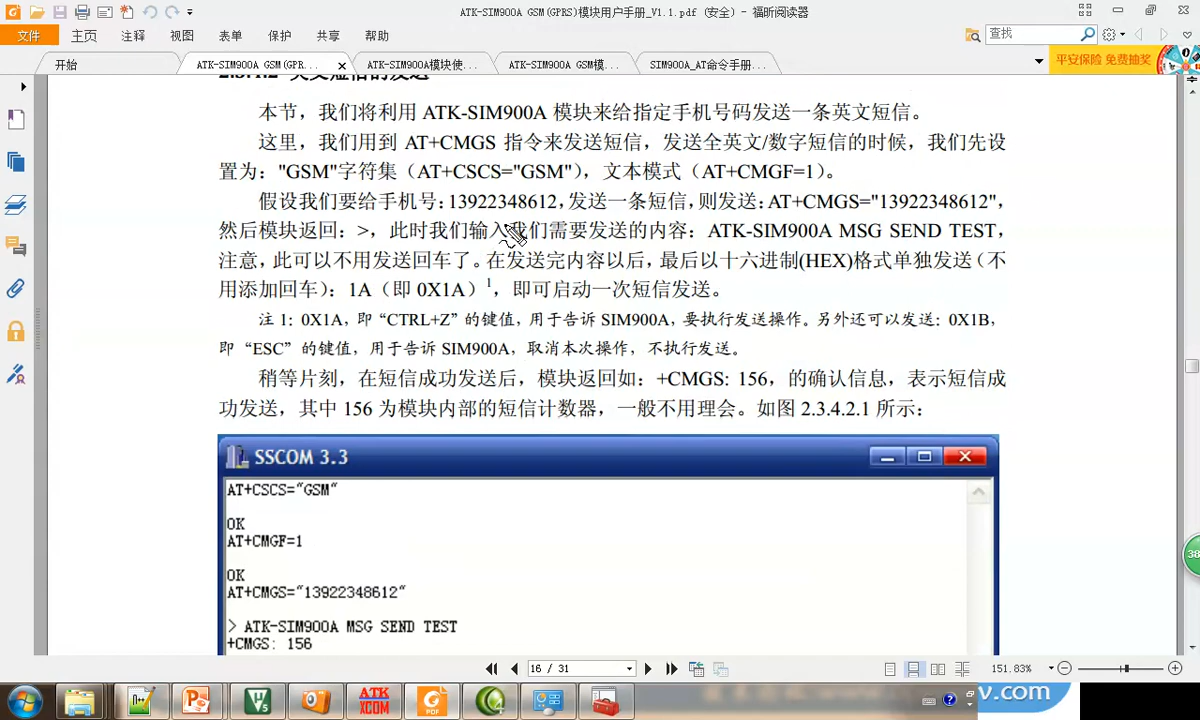 ATK-SIM900A GSM(GPRS)模块用户手册_V1.1.pdf (安全) - 福昕阅读器
文件 主页 注释 视图 表单 保护 共享 帮助 查找
开始 ATK-SIM900A GSM(GPR... ATK-SIM900A模块使... ATK-SIM900A GSM模... SIM900A_AT命令手册... 平安保险 免费抽奖
本节，我们将利用 ATK-SIM900A 模块来给指定手机号码发送一条英文短信。
这里，我们用到 AT+CMGS 指令来发送短信，发送全英文/数字短信的时候，我们先设
置为："GSM"字符集（AT+CSCS="GSM"），文本模式（AT+CMGF=1）。
假设我们要给手机号：13922348612，发送一条短信，则发送：AT+CMGS="13922348612"，
然后模块返回：>，此时我们输入我们需要发送的内容：ATK-SIM900A MSG SEND TEST，
注意，此可以不用发送回车了。在发送完内容以后，最后以十六进制(HEX)格式单独发送（不
用添加回车）：1A（即 0X1A）1，即可启动一次短信发送。
注 1: 0X1A，即“CTRL+Z”的键值，用于告诉 SIM900A，要执行发送操作。另外还可以发送：0X1B，
即“ESC”的键值，用于告诉 SIM900A，取消本次操作，不执行发送。
稍等片刻，在短信成功发送后，模块返回如：+CMGS: 156，的确认信息，表示短信成
功发送，其中 156 为模块内部的短信计数器，一般不用理会。如图 2.3.4.2.1 所示：
SSCOM 3.3
AT+CSCS="GSM"
OK
AT+CMGF=1
OK
AT+CMGS="13922348612"
> ATK-SIM900A MSG SEND TEST
+CMGS: 156
38
16 / 31 151.83%
ATK XCOM PDF v.com